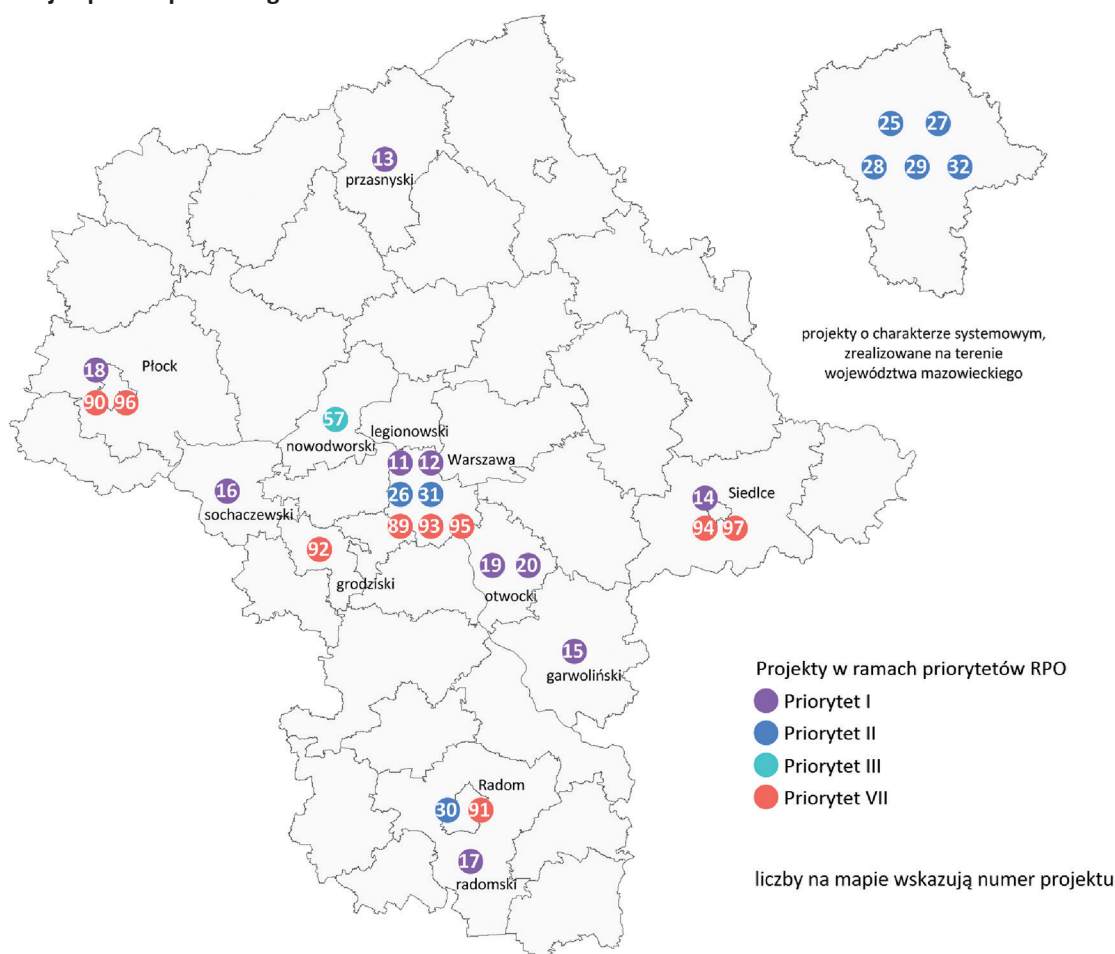 25 27
28 29 32
projekty o charakterze systemowym,
zrealizowane na terenie
województwa mazowieckiego
13
przasnyski
18 Płock
90 96
57
nowodworski
legionowski
11 12 Warszawa
26 31
89 93 95
16
sochaczewski
92
grodziski
19 20
otwocki
14 Siedlce
94 97
15
garwoliński
Radom
30 91
17
radomski
Projekty w ramach priorytetów RPO
Priorytet I
Priorytet II
Priorytet III
Priorytet VII
liczby na mapie wskazują numer projektu